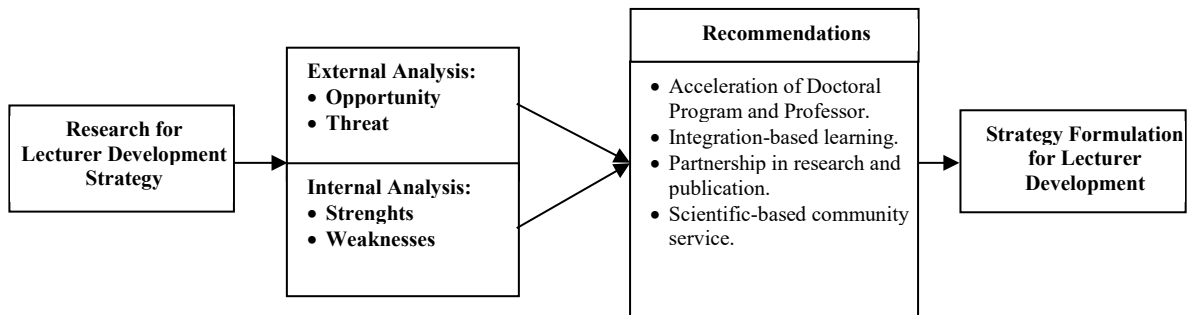 Research for
Lecturer Development
Strategy
External Analysis:
• Opportunity
• Threat
Internal Analysis:
• Strenghts
• Weaknesses
Recommendations
• Acceleration of Doctoral
Program and Professor.
• Integration-based learning.
• Partnership in research and
publication.
• Scientific-based community
service.
Strategy Formulation
for Lecturer
Development